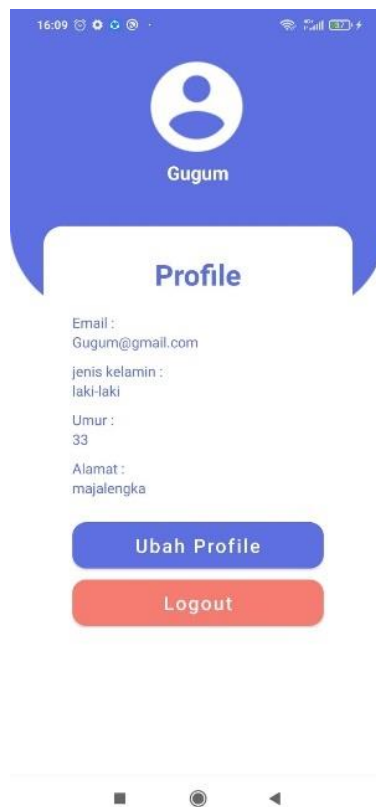 16:09
37
Gugum
Profile
Email :
Gugum@gmail.com
jenis kelamin :
laki-laki
Umur :
33
Alamat :
majalengka
Ubah Profile
Logout